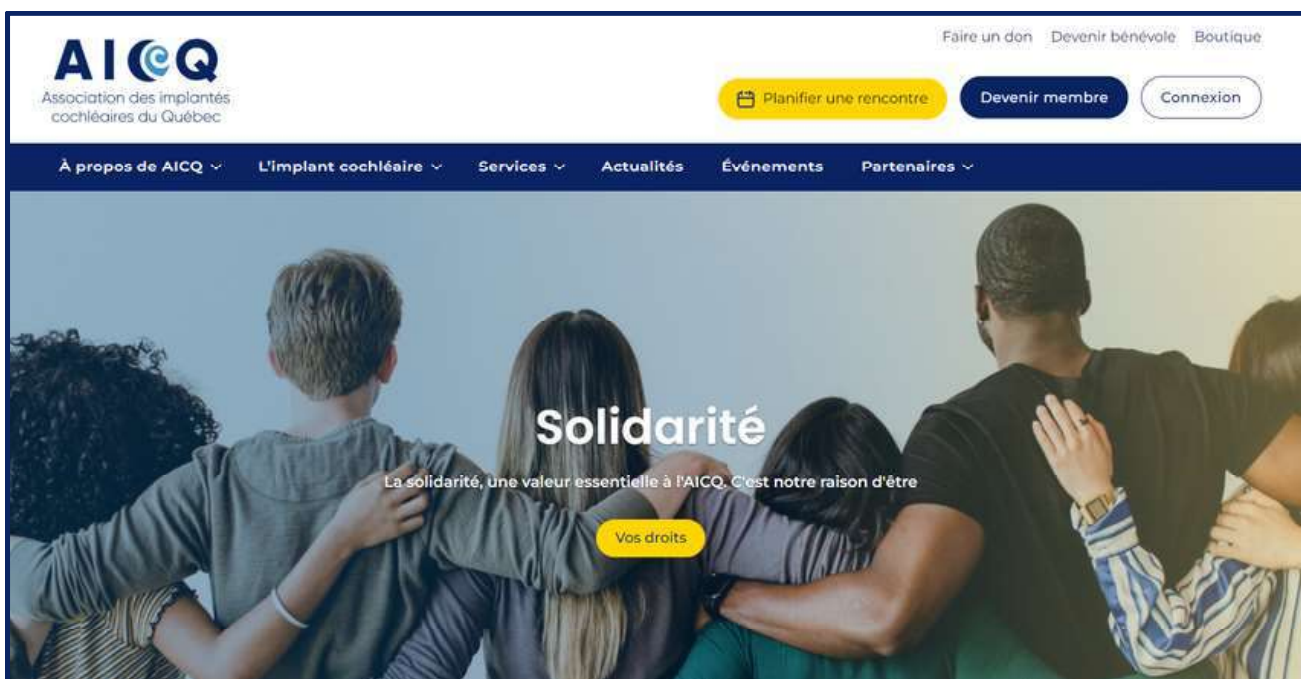 Faire un don Devenir bénévole Boutique
AICQ
Association des implantés
cochléaires du Québec
Planifier une rencontre Devenir membre Connexion
À propos de AICQ L'implant cochléaire Services Actualités Événements Partenaires
Solidarité
La solidarité, une valeur essentielle à l'AICQ. C'est notre raison d'être
Vos droits